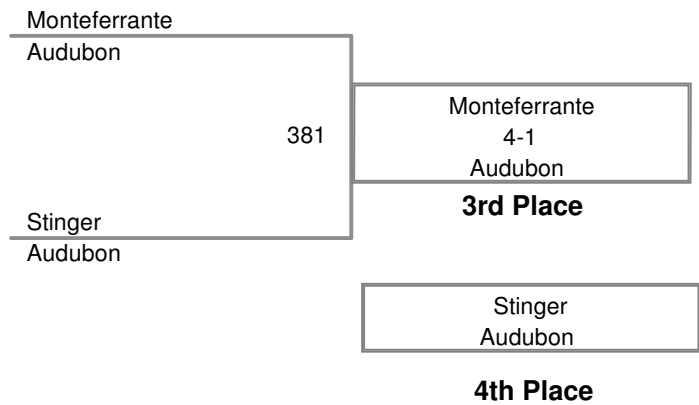 Monteferrante
Audubon
381
Monteferrante
4-1
Audubon
3rd Place
Stinger
Audubon
Stinger
Audubon
4th Place